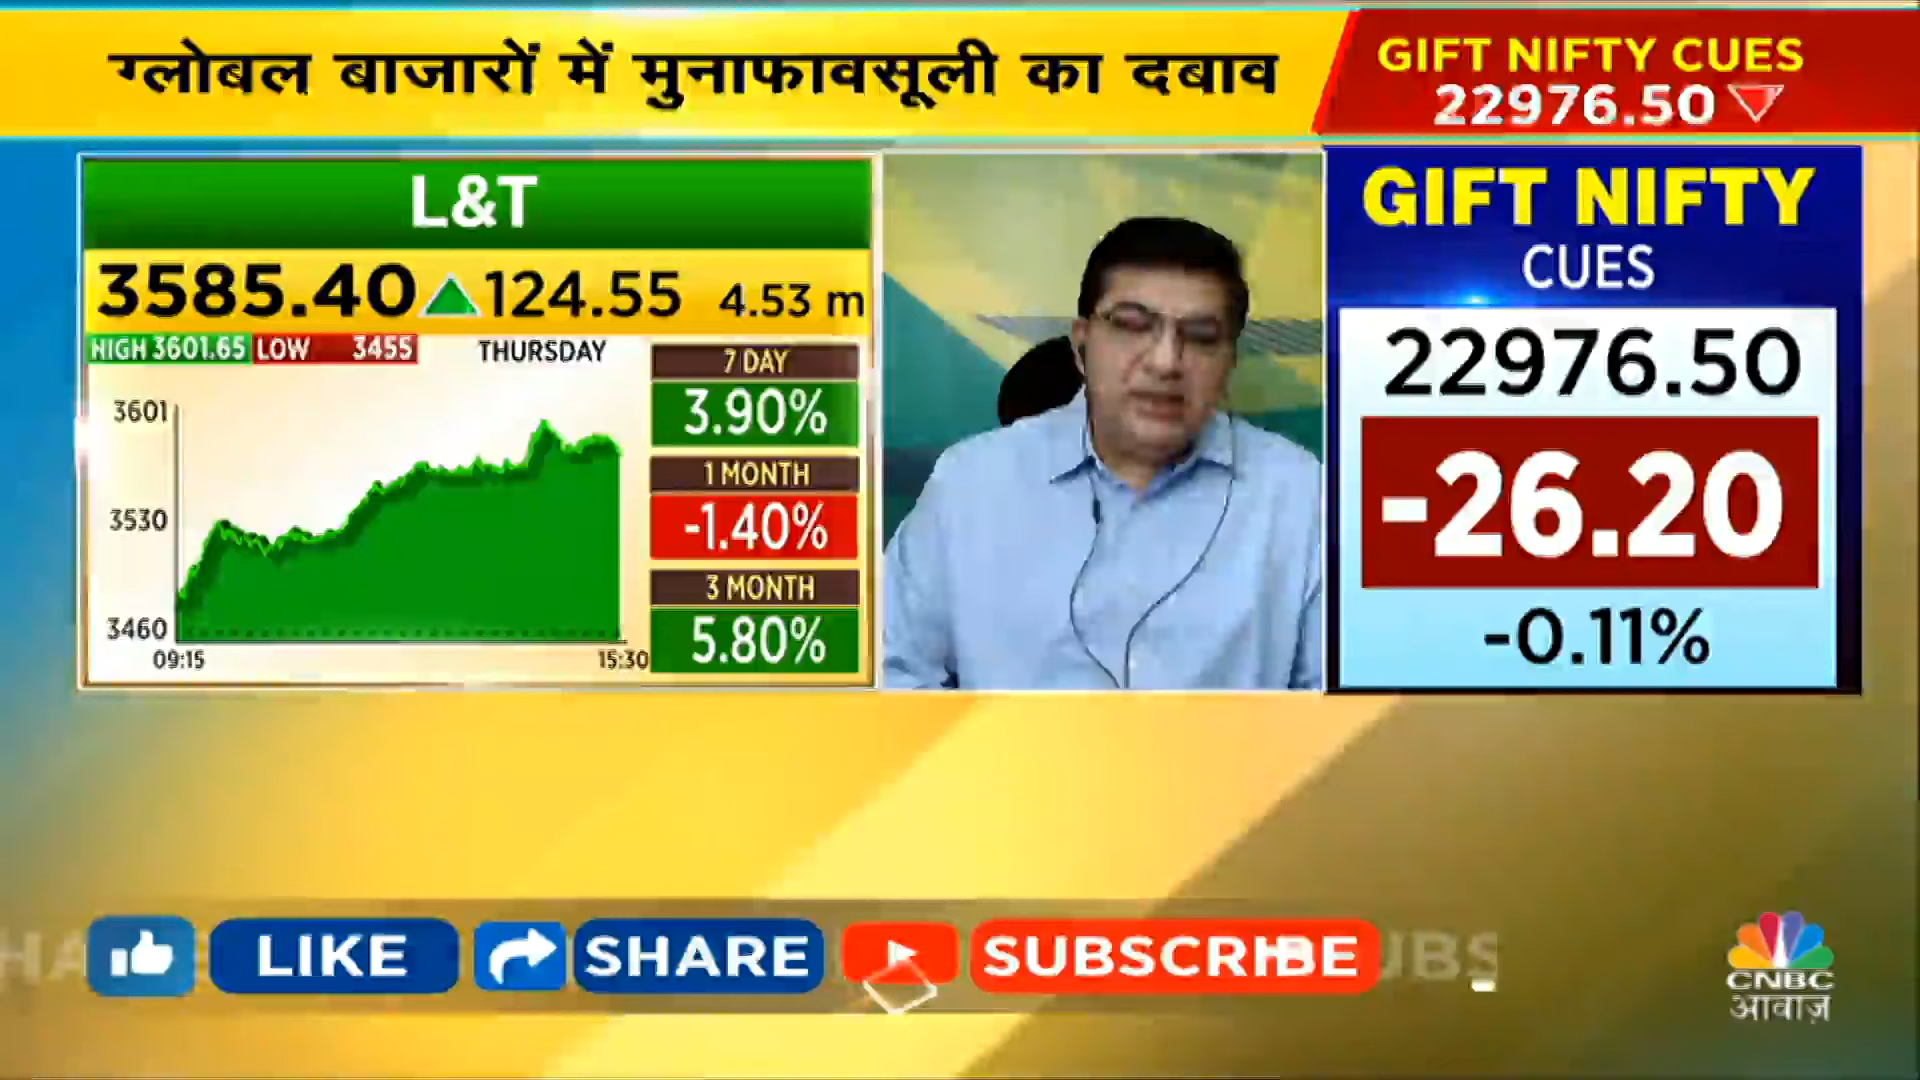 ग्लोबल बाजारों में मुनाफावसूली का दबाव
GIFT NIFTY CUES
22976.50
L&T
3585.40 124.55 4.53 m
HIGH 3601.65 LOW 3455 THURSDAY
3601
3530
3460
09:15 15:30
7 DAY
3.90%
1 MONTH
-1.40%
3 MONTH
5.80%
GIFT NIFTY
CUES
22976.50
-26.20
-0.11%
LIKE SHARE SUBSCRIBE
CNBC
आवाज़